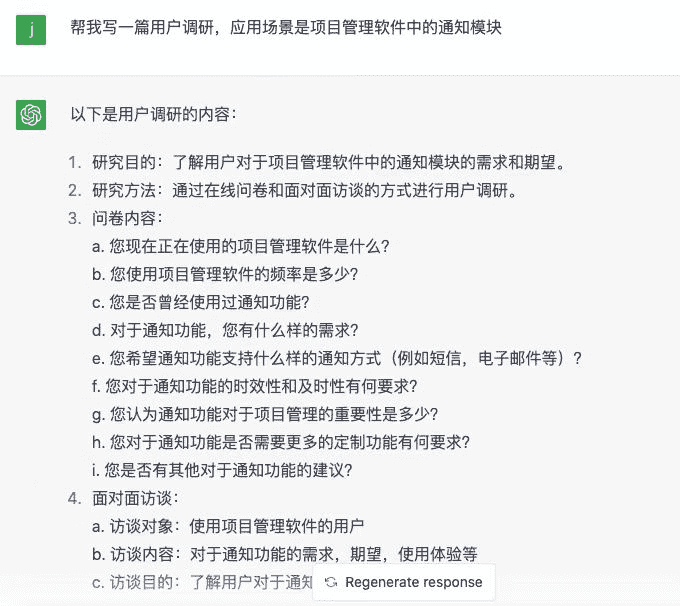 j
帮我写一篇用户调研，应用场景是项目管理软件中的通知模块
以下是用户调研的内容：
1. 研究目的：了解用户对于项目管理软件中的通知模块的需求和期望。
2. 研究方法：通过在线问卷和面对面访谈的方式进行用户调研。
3. 问卷内容：
a. 您现在正在使用的项目管理软件是什么？
b. 您使用项目管理软件的频率是多少？
c. 您是否曾经使用过通知功能？
d. 对于通知功能，您有什么样的需求？
e. 您希望通知功能支持什么样的通知方式（例如短信，电子邮件等）？
f. 您对于通知功能的时效性和及时性有何要求？
g. 您认为通知功能对于项目管理的重要性是多少？
h. 您对于通知功能是否需要更多的定制功能有何要求？
i. 您是否有其他对于通知功能的建议？
4. 面对面访谈：
a. 访谈对象：使用项目管理软件的用户
b. 访谈内容：对于通知功能的需求，期望，使用体验等
c. 访谈目的：了解用户对于通知
Regenerate response